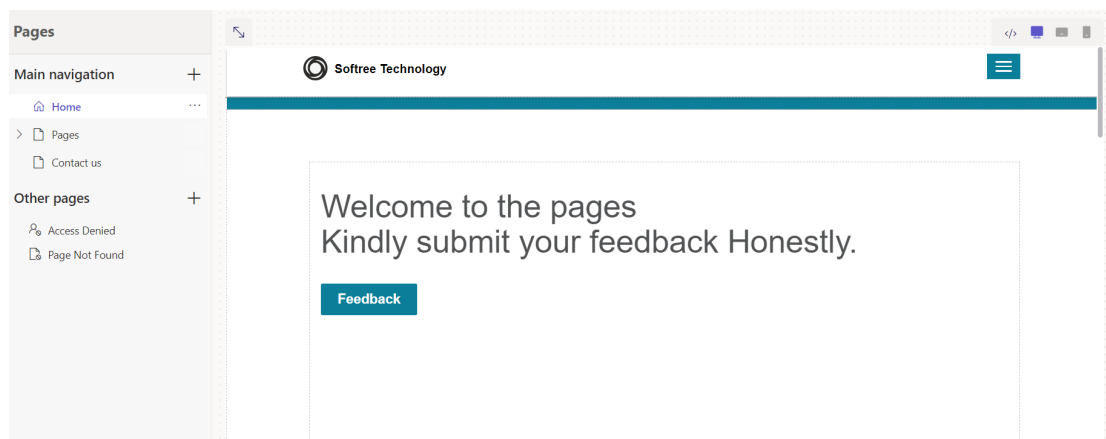 Pages
Main navigation
Home
Pages
Contact us
Other pages
Access Denied
Page Not Found
</>
Softree Technology
Welcome to the pages
Kindly submit your feedback Honestly.
Feedback